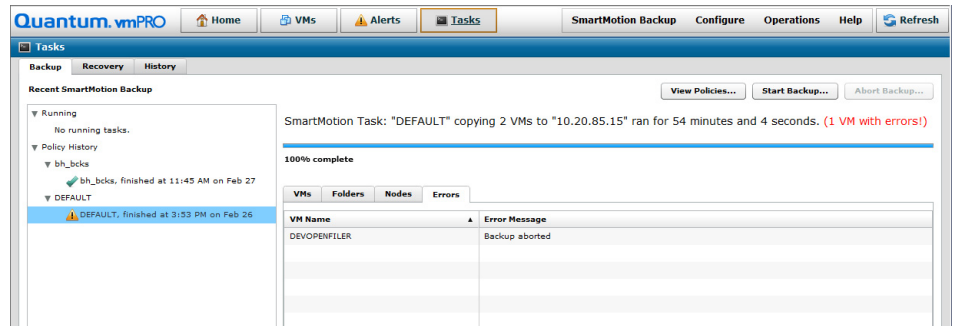 Quantum. vmPRO Home VMs Alerts Tasks SmartMotion Backup Configure Operations Help Refresh
Tasks
Backup Recovery History
Recent SmartMotion Backup View Policies... Start Backup... Abort Backup...
Running
No running tasks.
SmartMotion Task: "DEFAULT" copying 2 VMs to "10.20.85.15" ran for 54 minutes and 4 seconds. (1 VM with errors!)
Policy History
bh_bcks
100% complete
bh_bcks, finished at 11:45 AM on Feb 27
DEFAULT
VMs Folders Nodes Errors
DEFAULT, finished at 3:53 PM on Feb 26
VM Name Error Message
DEVOPENFILER Backup aborted